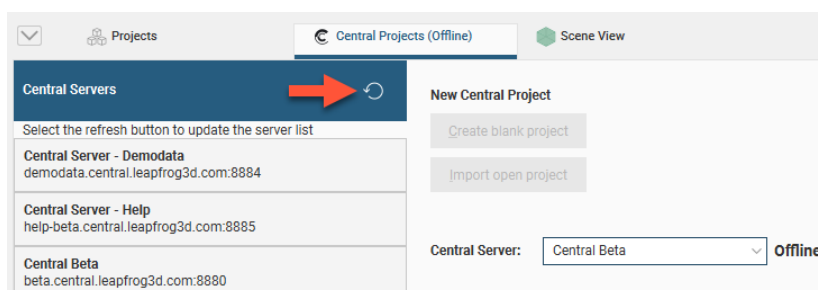 Projects
Central Projects (Offline)
Scene View
Central Servers
Select the refresh button to update the server list
Central Server - Demodata
demodata.central.leapfrog3d.com:8884
Central Server - Help
help-beta.central.leapfrog3d.com:8885
Central Beta
beta.central.leapfrog3d.com:8880
New Central Project
Create blank project
Import open project
Central Server:
Central Beta
Offline